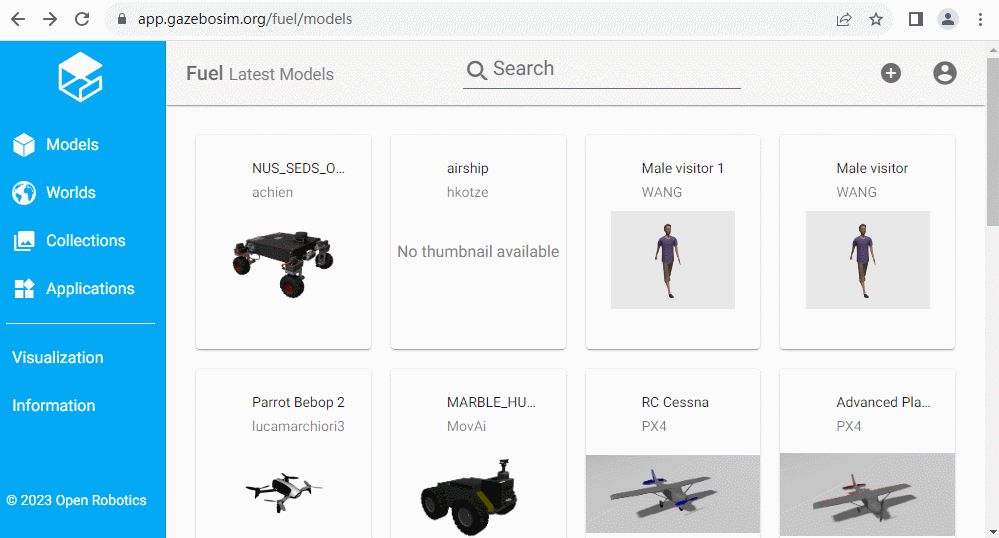 app.gazebosim.org/fuel/models
Fuel Latest Models
Search
Models
Worlds
Collections
Applications
Visualization
Information
© 2023 Open Robotics
NUS_SEDS_O...
achien
airship
hkotze
No thumbnail available
Male visitor 1
WANG
Male visitor
WANG
Parrot Bebop 2
lucamarchiori3
MARBLE_HU...
MovAi
RC Cessna
PX4
Advanced Pla...
PX4